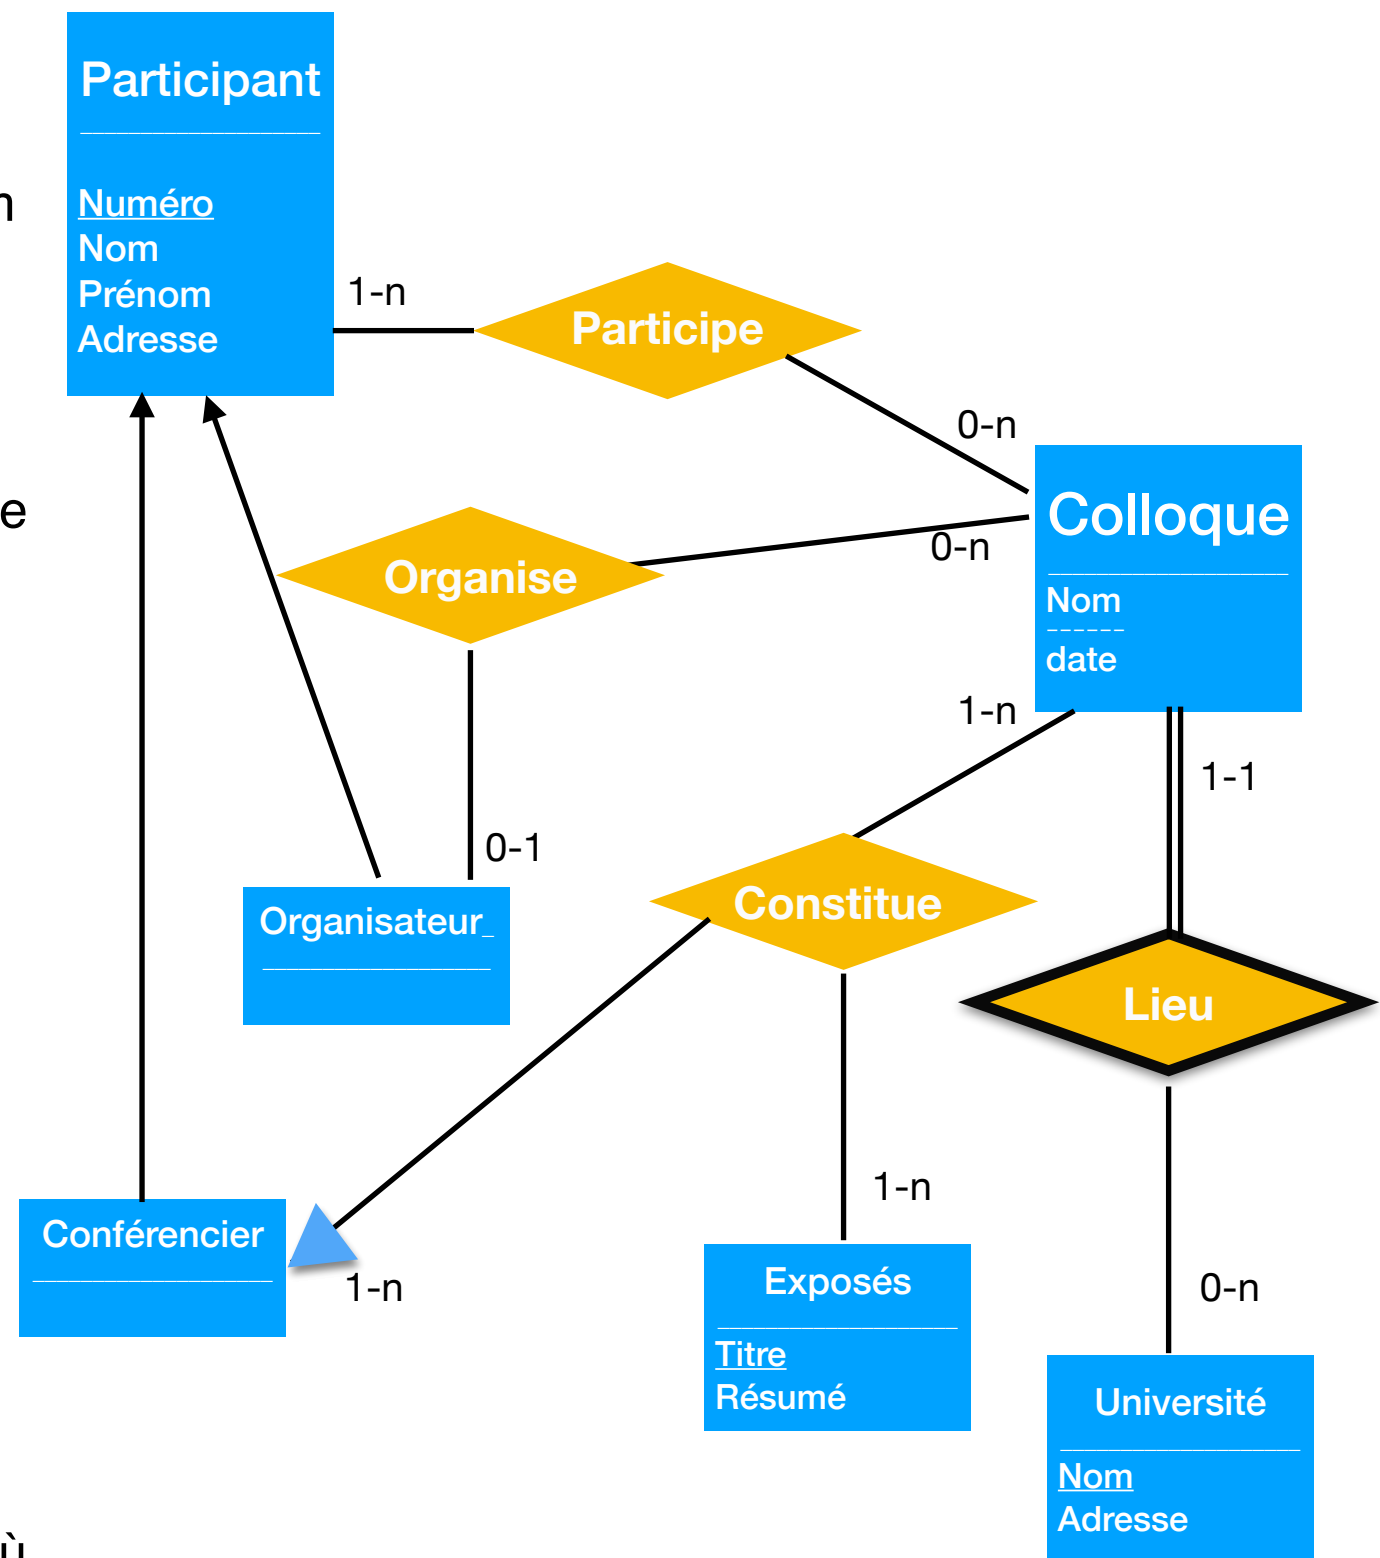 Participant
Numéro
Nom
Prénom
Adresse
1-n
Participe
0-n
Colloque
Nom
date
e
Organise
0-n
1-n
1-1
0-1
Organisateur_
Constitue
Lieu
1-n
Conférencier
1-n
Exposés
Titre
Résumé
0-n
Université
Nom
Adresse
ù